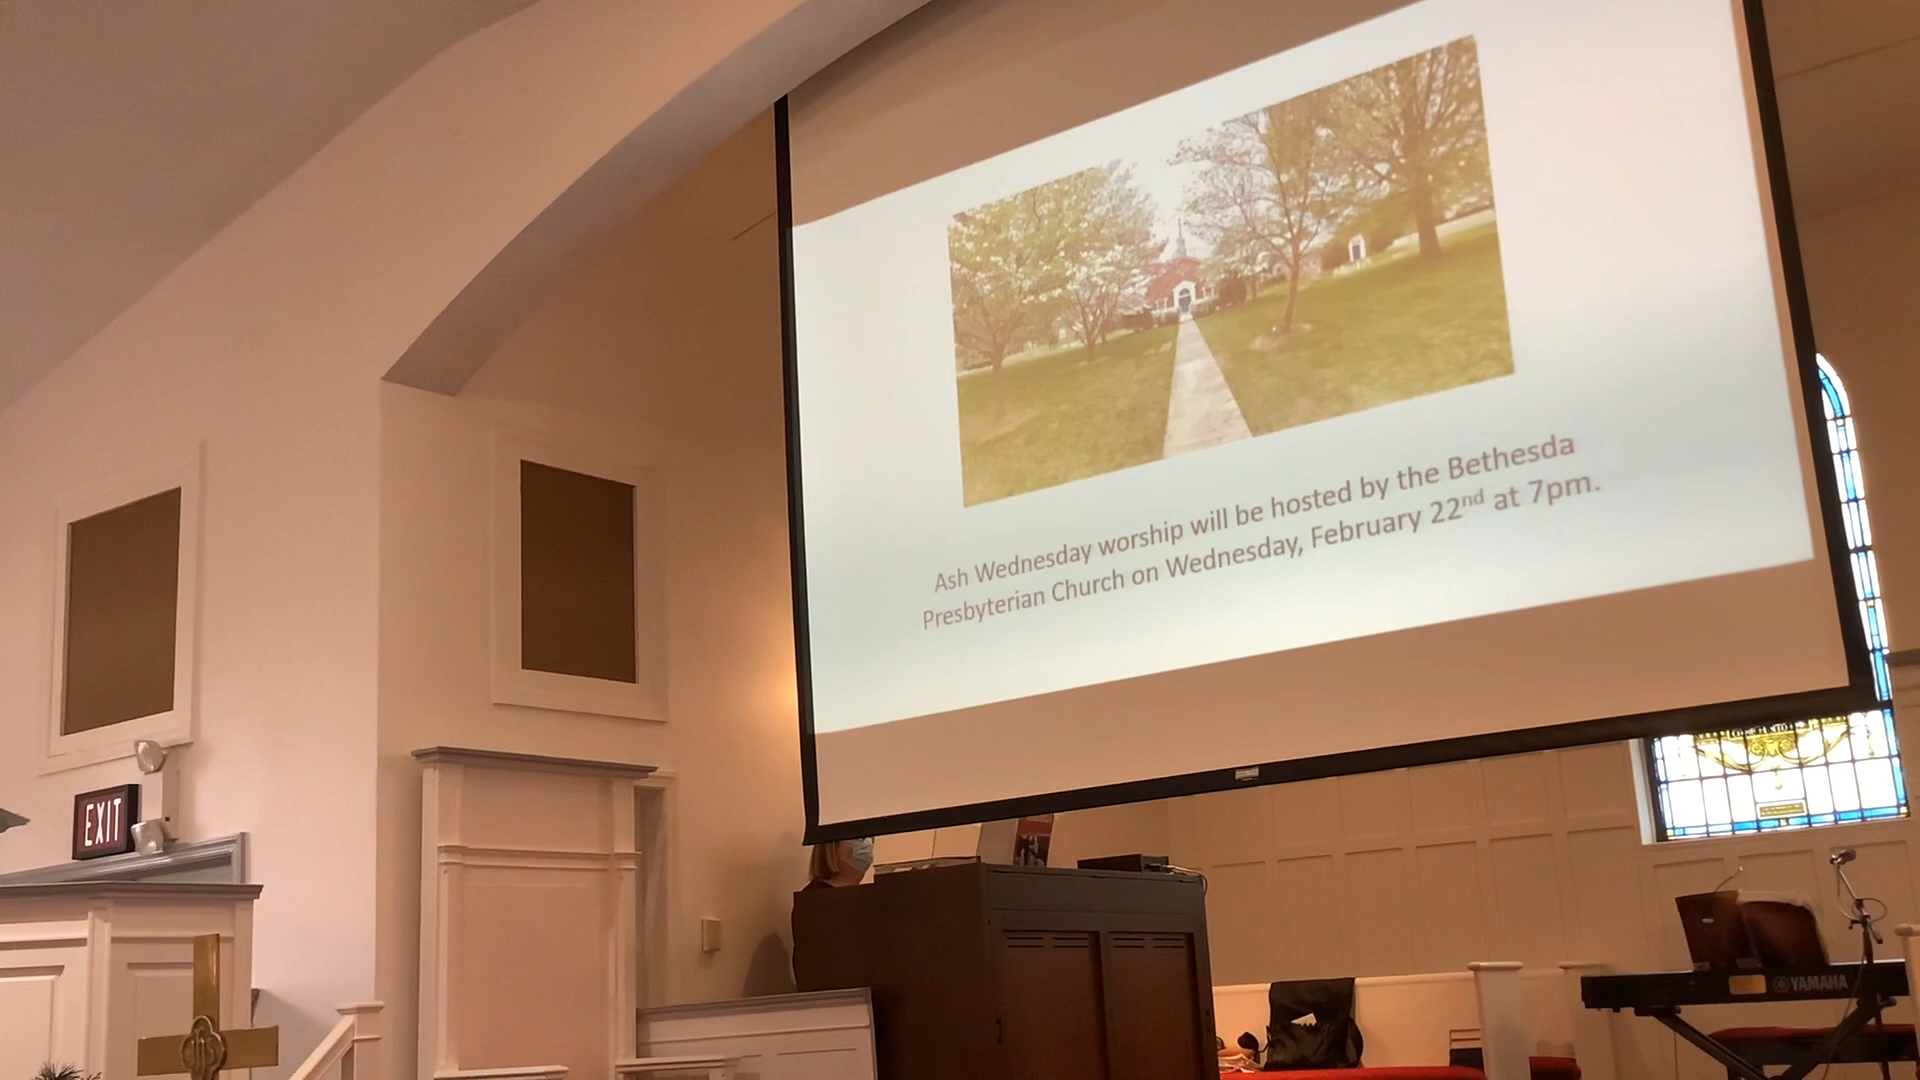 Ash Wednesday worship will be hosted by the Bethesda
Presbyterian Church on Wednesday, February 22nd at 7pm.
EXIT
YAMAHA